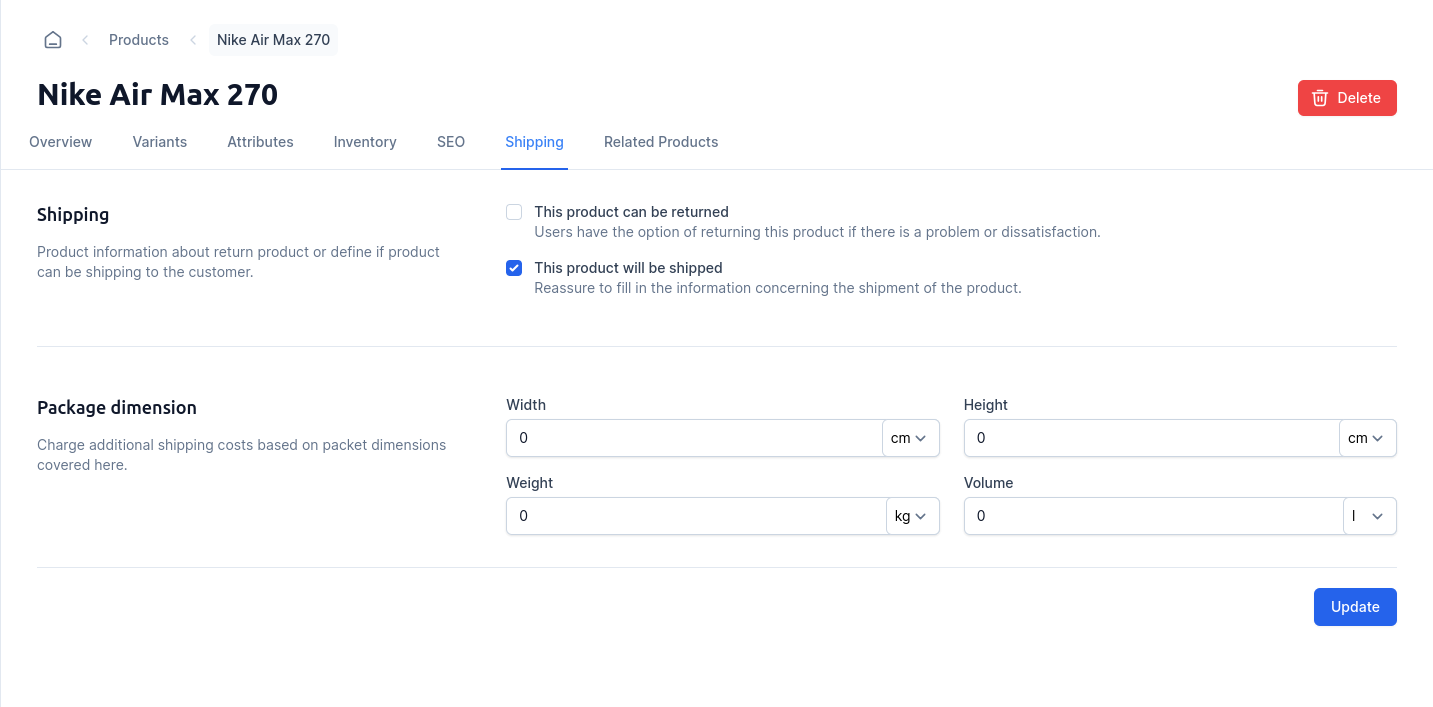 Products
Nike Air Max 270
Nike Air Max 270
Delete
Overview
Variants
Attributes
Inventory
SEO
Shipping
Related Products
Shipping
Product information about return product or define if product
can be shipping to the customer.
This product can be returned
Users have the option of returning this product if there is a problem or dissatisfaction.
This product will be shipped
Reassure to fill in the information concerning the shipment of the product.
Package dimension
Charge additional shipping costs based on packet dimensions
covered here.
Width
0
cm
Height
0
cm
Weight
0
kg
Volume
0
l
Update